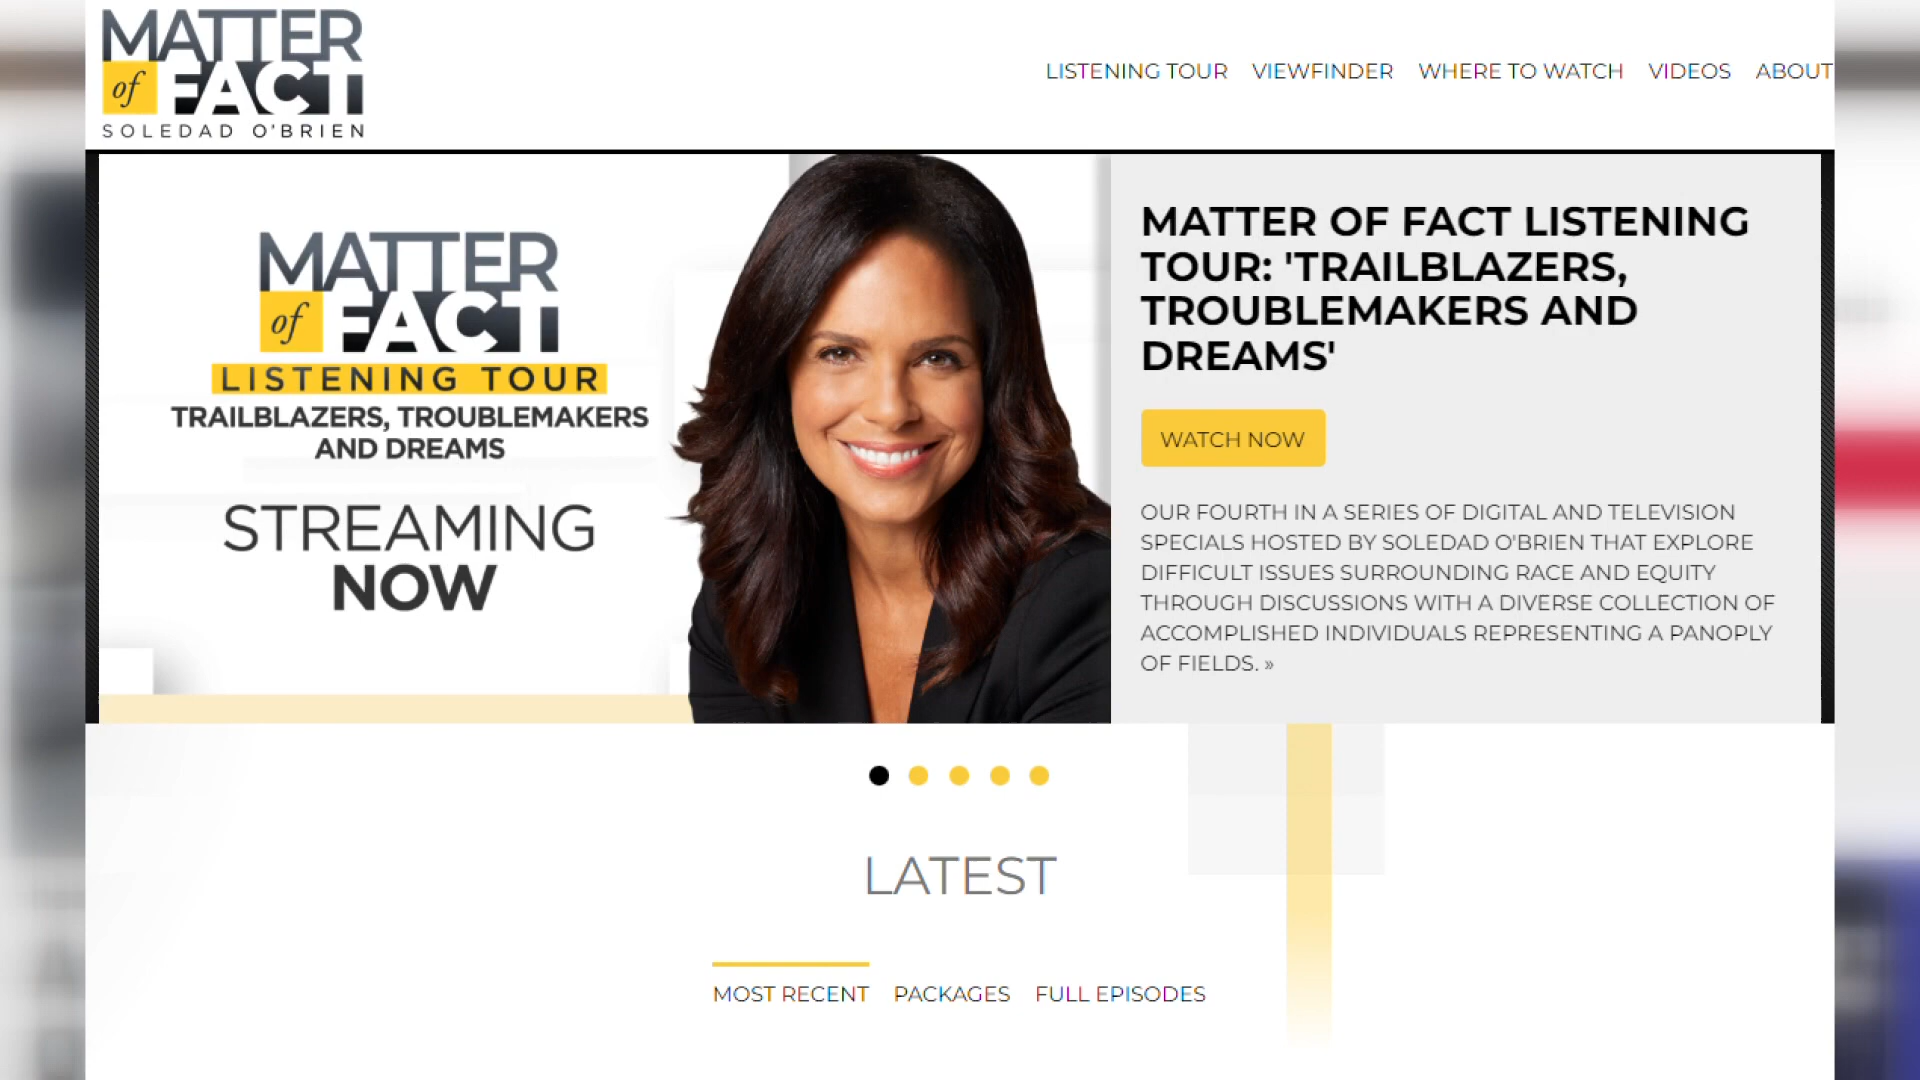 MATTER
of FACT
SOLEDAD O'BRIEN
LISTENING TOUR VIEWFINDER WHERE TO WATCH VIDEOS ABOUT
MATTER
of FACT
LISTENING TOUR
TRAILBLAZERS, TROUBLEMAKERS
AND DREAMS
STREAMING
NOW
MATTER OF FACT LISTENING
TOUR: 'TRAILBLAZERS,
TROUBLEMAKERS AND
DREAMS'
WATCH NOW
OUR FOURTH IN A SERIES OF DIGITAL AND TELEVISION
SPECIALS HOSTED BY SOLEDAD O'BRIEN THAT EXPLORE
DIFFICULT ISSUES SURROUNDING RACE AND EQUITY
THROUGH DISCUSSIONS WITH A DIVERSE COLLECTION OF
ACCOMPLISHED INDIVIDUALS REPRESENTING A PANOPLY
OF FIELDS. »
LATEST
MOST RECENT PACKAGES FULL EPISODES